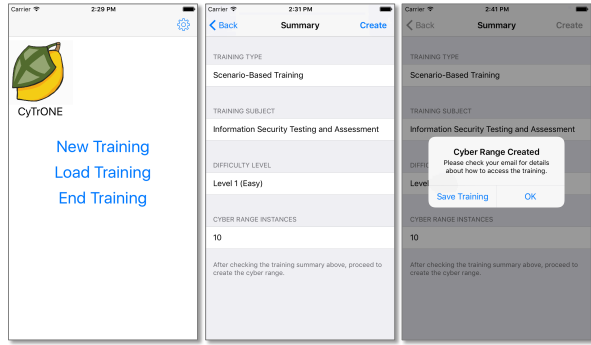 Carrier 2:29 PM
CyTrONE
New Training
Load Training
End Training
Carrier 2:31 PM
Back Summary Create
TRAINING TYPE
Scenario-Based Training
TRAINING SUBJECT
Information Security Testing and Assessment
DIFFICULTY LEVEL
Level 1 (Easy)
CYBER RANGE INSTANCES
10
After checking the training summary above, proceed to
create the cyber range.
Carrier 2:41 PM
Back Summary Create
TRAINING TYPE
Scenario-Based Training
TRAINING SUBJECT
Information Security Testing and Assessment
DIFFIC
Level
Cyber Range Created
Please check your email for details
about how to access the training.
Save Training OK
CYBER RANGE INSTANCES
10
After checking the training summary above, proceed to
create the cyber range.